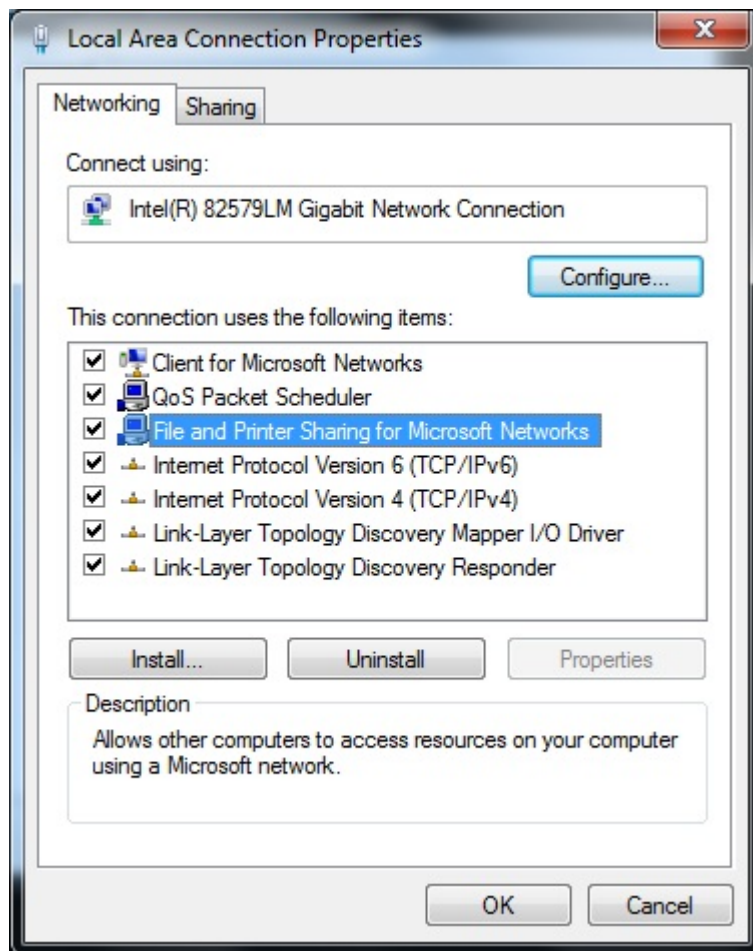 Local Area Connection Properties
Networking
Sharing
Connect using:
Intel(R) 82579LM Gigabit Network Connection
Configure...
This connection uses the following items:
Client for Microsoft Networks
QoS Packet Scheduler
File and Printer Sharing for Microsoft Networks
Internet Protocol Version 6 (TCP/IPv6)
Internet Protocol Version 4 (TCP/IPv4)
Link-Layer Topology Discovery Mapper I/O Driver
Link-Layer Topology Discovery Responder
Install...
Uninstall
Properties
Description
Allows other computers to access resources on your computer
using a Microsoft network.
OK
Cancel